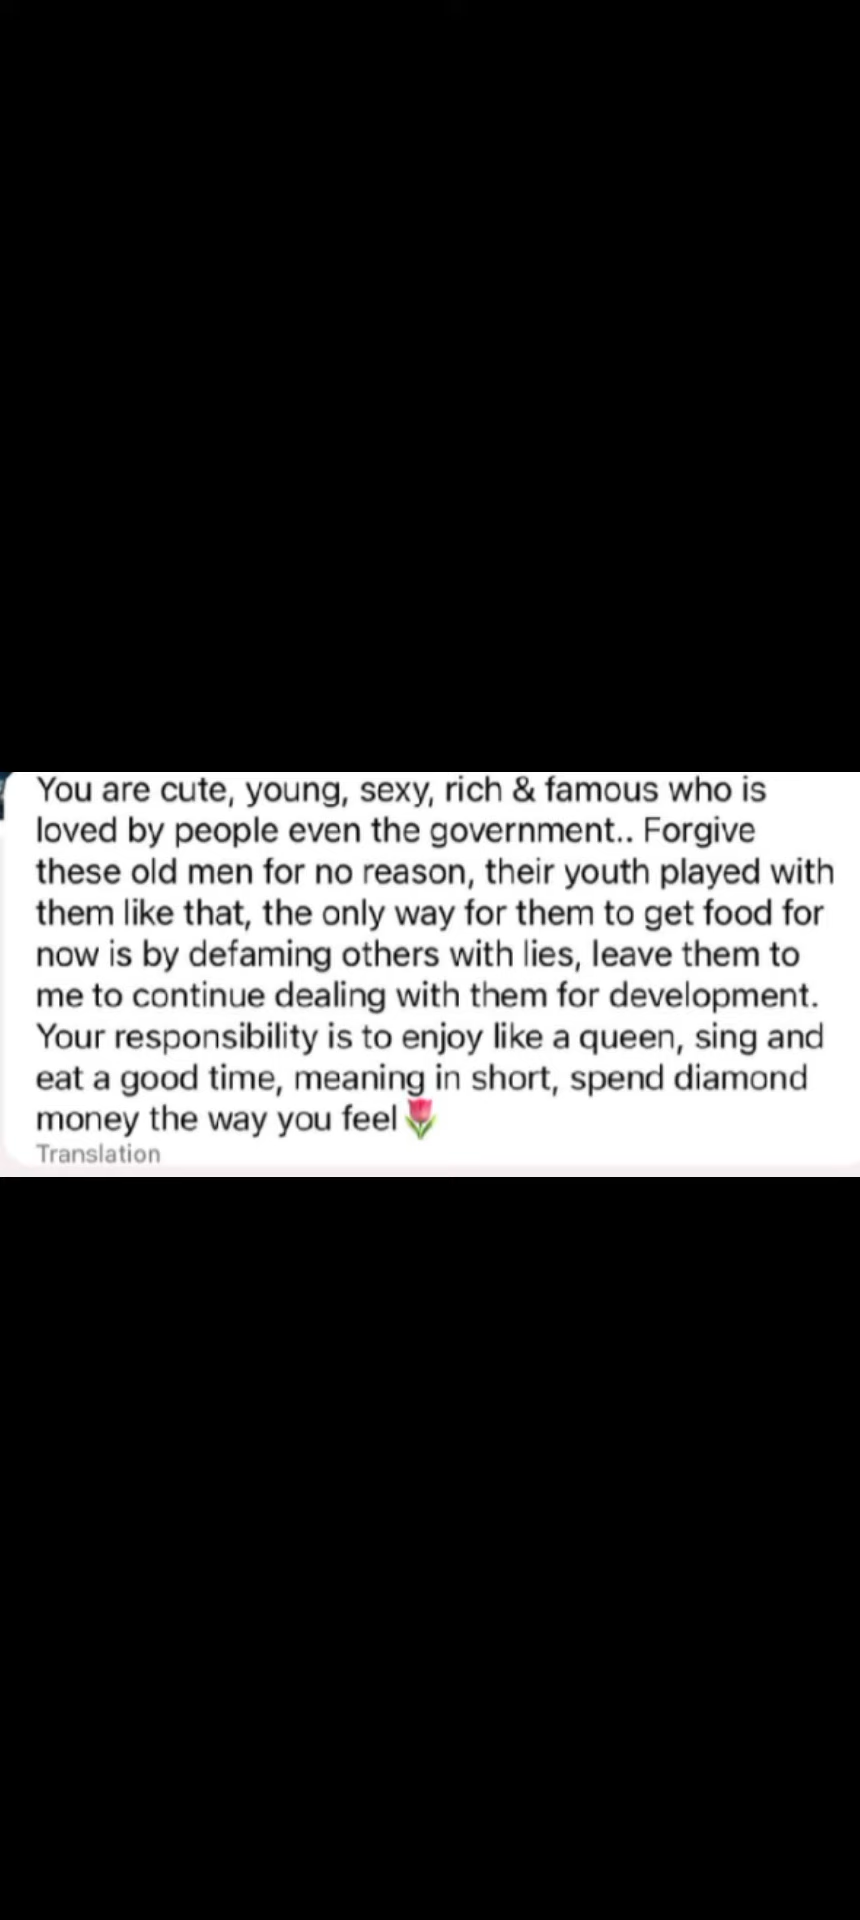 You are cute, young, sexy, rich & famous who is
loved by people even the government.. Forgive
these old men for no reason, their youth played with
them like that, the only way for them to get food for
now is by defaming others with lies, leave them to
me to continue dealing with them for development.
Your responsibility is to enjoy like a queen, sing and
eat a good time, meaning in short, spend diamond
money the way you feel🌷
Translation